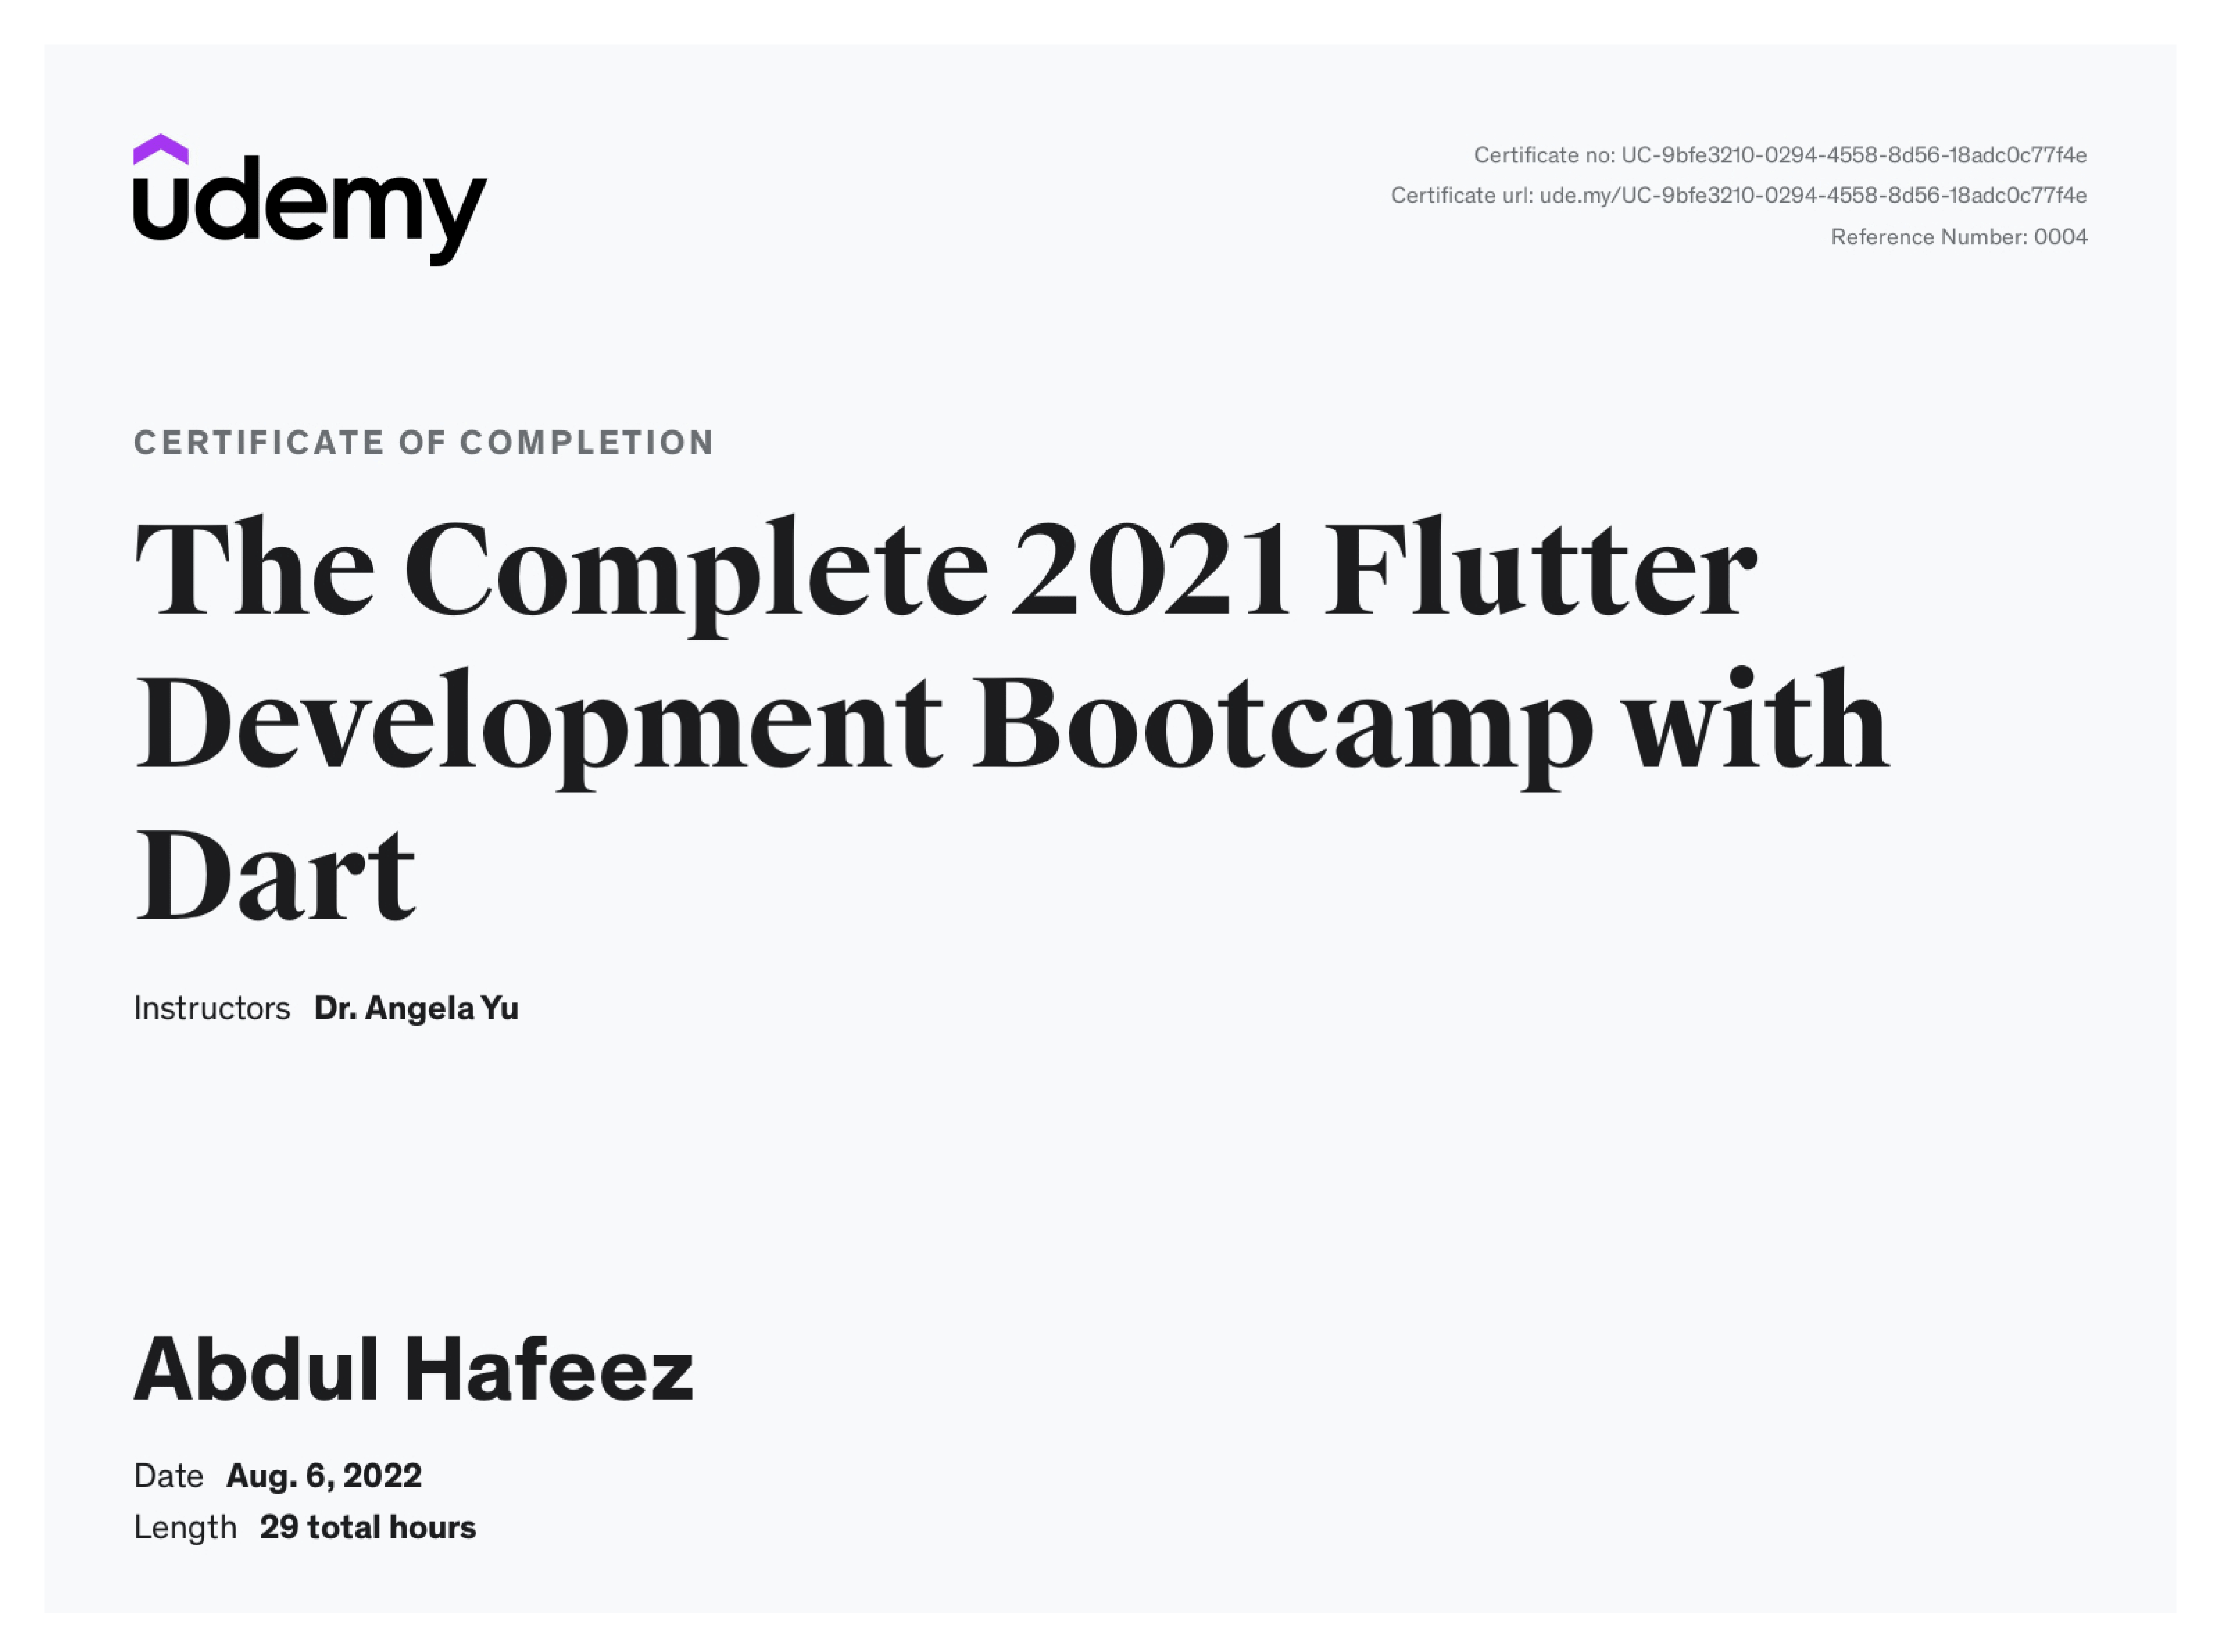 udemy
Certificate no: UC-9bfe3210-0294-4558-8d56-18adc0c77f4e
Certificate url: ude.my/UC-9bfe3210-0294-4558-8d56-18adc0c77f4e
Reference Number: 0004
CERTIFICATE OF COMPLETION
The Complete 2021 Flutter
Development Bootcamp with
Dart
Instructors Dr. Angela Yu
Abdul Hafeez
Date Aug. 6, 2022
Length 29 total hours